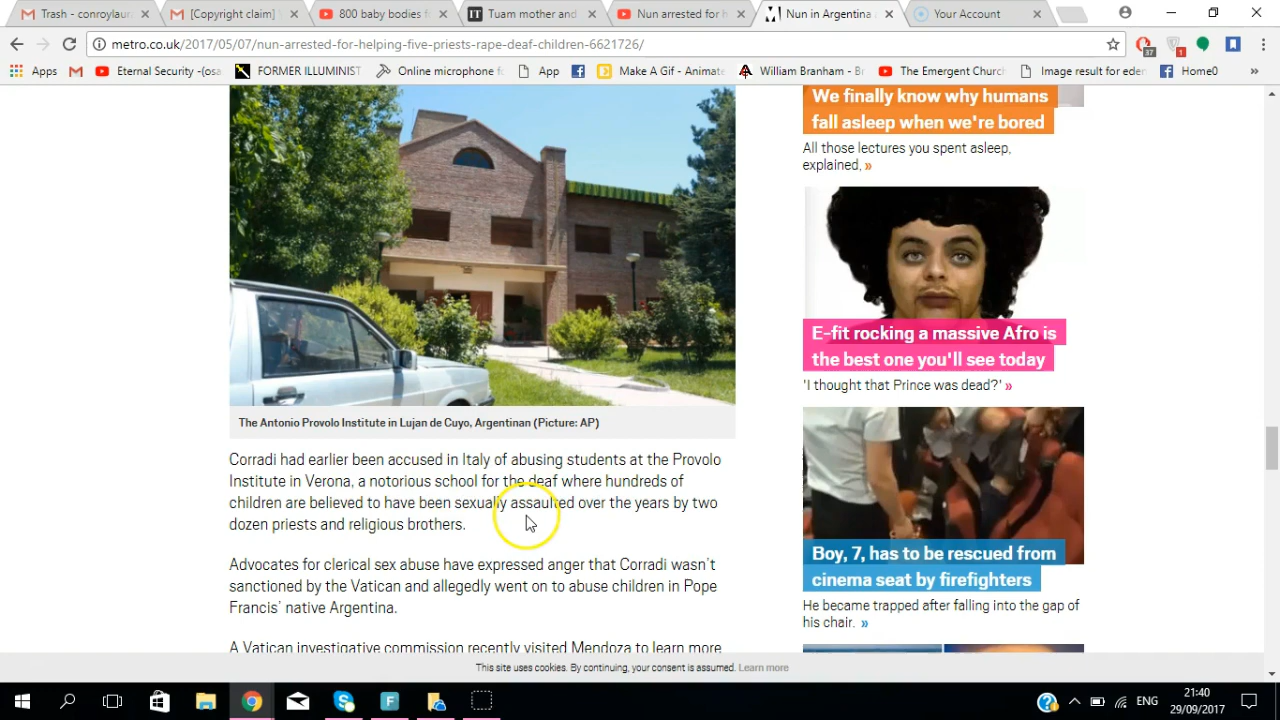 Trash - conroylaur
[Copyright claim]
800 baby bodies f
Tuam mother and
Nun arrested for h
Nun in Argentina
Your Account
metro.co.uk/2017/05/07/nun-arrested-for-helping-five-priests-rape-deaf-children-6621726/
37
1
Apps
Eternal Security -(osa
FORMER ILLUMINIST
Online microphone f
App
Make A Gif - Animate
William Branham - Br
The Emergent Churc
Image result for eden
Home0
»
We finally know why humans
fall asleep when we're bored
All those lectures you spent asleep,
explained, »
E-fit rocking a massive Afro is
the best one you'll see today
'I thought that Prince was dead?' »
The Antonio Provolo Institute in Lujan de Cuyo, Argentinan (Picture: AP)
Corradi had earlier been accused in Italy of abusing students at the Provolo
Institute in Verona, a notorious school for the deaf where hundreds of
children are believed to have been sexually assaulted over the years by two
dozen priests and religious brothers.
Advocates for clerical sex abuse have expressed anger that Corradi wasn't
sanctioned by the Vatican and allegedly went on to abuse children in Pope
Francis' native Argentina.
A Vatican investigative commission recently visited Mendoza to learn more
Boy, 7, has to be rescued from
cinema seat by firefighters
He became trapped after falling into the gap of
his chair. »
This site uses cookies. By continuing, your consent is assumed. Learn more
ENG
21:40
29/09/2017